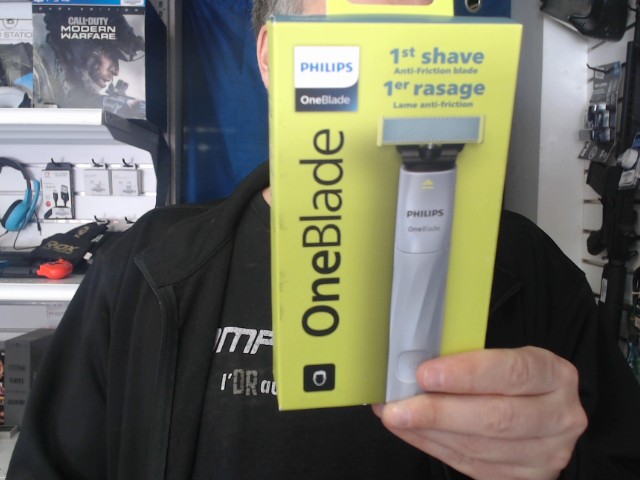 CALL OF DUTY
MODERN
WARFARE
PHILIPS
OneBlade
1st shave
Anti-Friction blade
1er rasage
Lame anti-friction
OneBlade
PHILIPS
OneBlade
l'OR